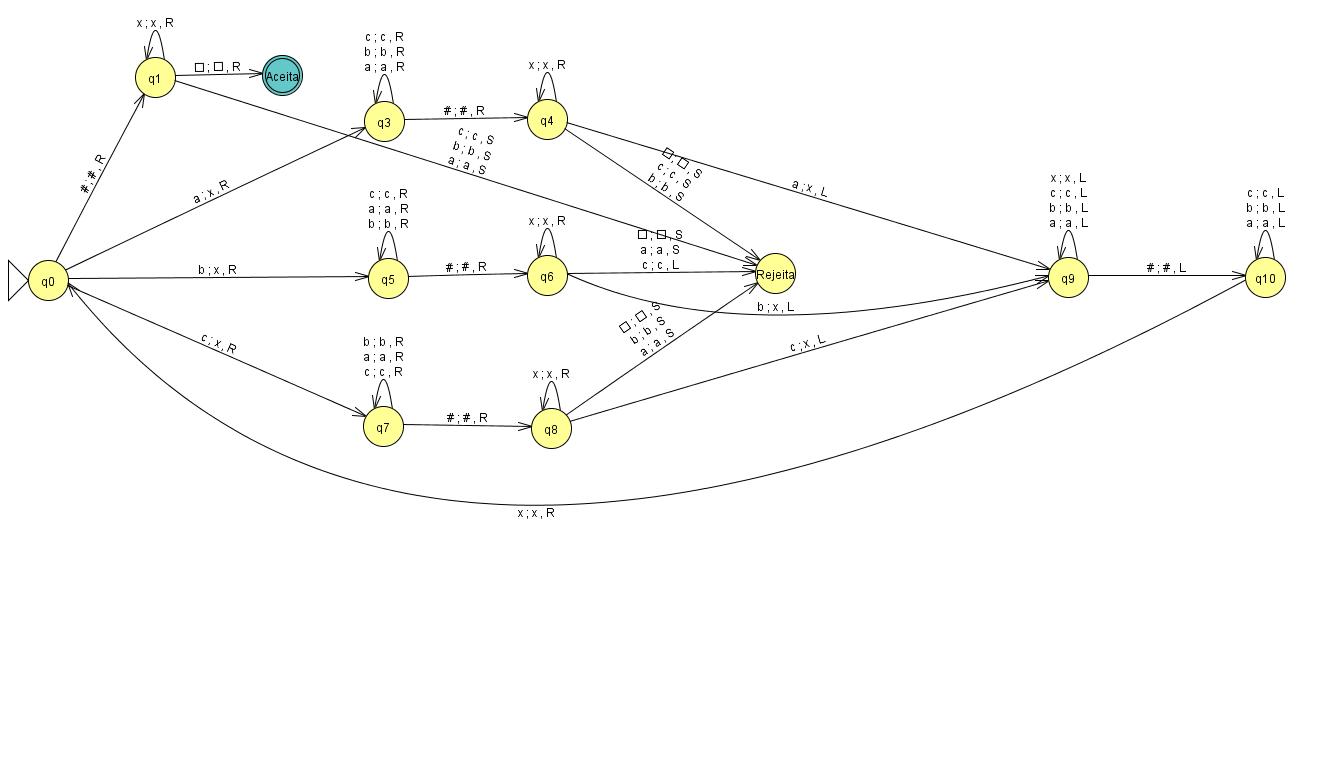 x ; x , R
q1
□ ; □ , R
Aceita
c ; c , R
b ; b , R
a ; a , R
q3
# ; # , R
x ; x , R
q4
# ; # , R
a ; x , R
c ; c , S
b ; b , S
a ; a , S
□ ; □ , S
c ; c , S
b ; b , S
a ; x , L
q0
b ; x , R
c ; c , R
a ; a , R
b ; b , R
q5
# ; # , R
x ; x , R
q6
□ ; □ , S
a ; a , S
c ; c , L
Rejeita
b ; x , L
x ; x , L
c ; c , L
b ; b , L
a ; a , L
q9
# ; # , L
c ; c , L
b ; b , L
a ; a , L
q10
c ; x , R
b ; b , R
a ; a , R
c ; c , R
q7
# ; # , R
x ; x , R
q8
□ ; □ , S
b ; b , S
a ; a , S
c ; x , L
x ; x , R